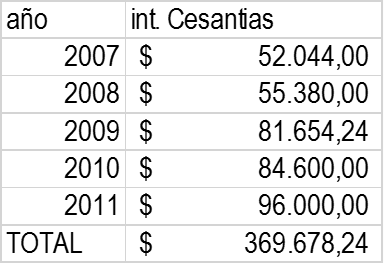 año int. Cesantias
2007 $ 52.044,00
2008 $ 55.380,00
2009 $ 81.654,24
2010 $ 84.600,00
2011 $ 96.000,00
TOTAL $ 369.678,24